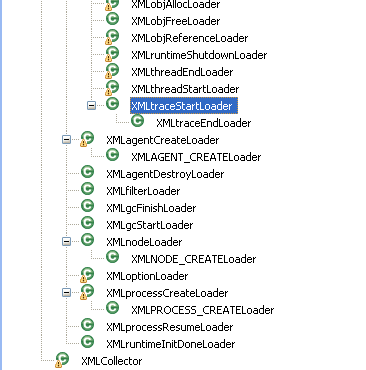 XMLobjAllocLoader
XMLobjFreeLoader
XMLobjReferenceLoader
XMLruntimeShutdownLoader
XMLthreadEndLoader
XMLthreadStartLoader
XMLtraceStartLoader
XMLtraceEndLoader
XMLagentCreateLoader
XMLAGENT_CREATELoader
XMLagentDestroyLoader
XMLfilterLoader
XMLgcFinishLoader
XMLgcStartLoader
XMLnodeLoader
XMLNODE_CREATELoader
XMLoptionLoader
XMLprocessCreateLoader
XMLPROCESS_CREATELoader
XMLprocessResumeLoader
XMLruntimeInitDoneLoader
XMLCollector